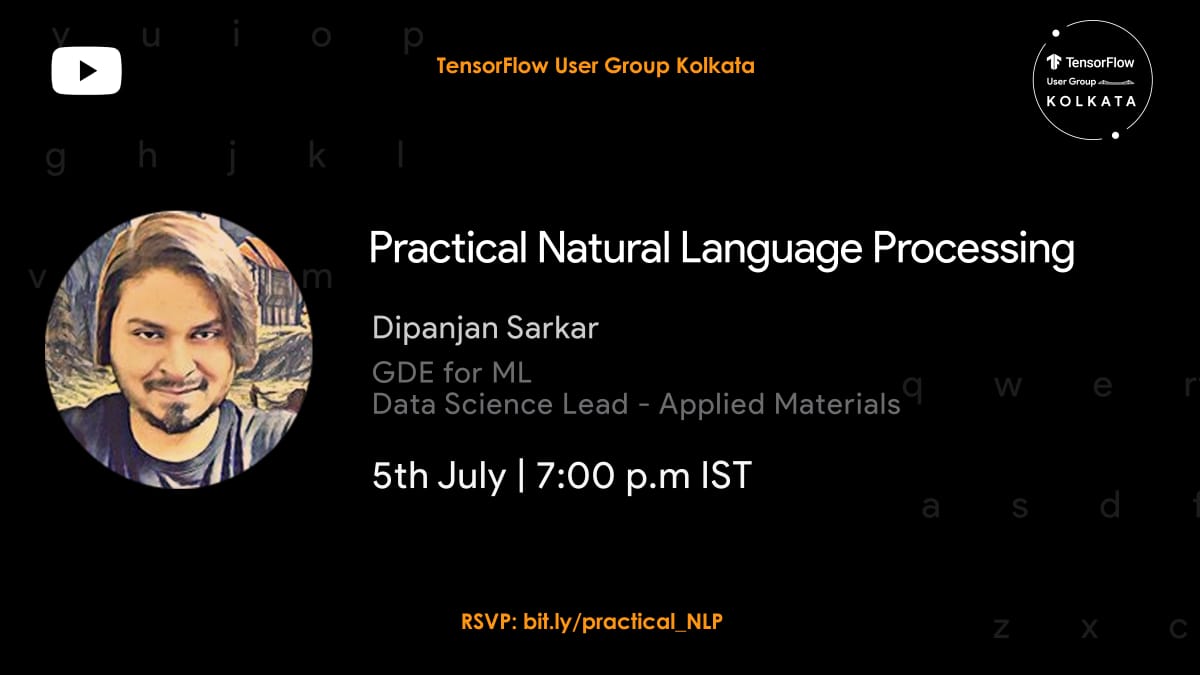 y u i o p
TensorFlow User Group Kolkata
TensorFlow
User Group
KOLKATA
g h j k l
Practical Natural Language Processing
v m
Dipanjan Sarkar
GDE for ML
Data Science Lead - Applied Materials
q w e r
5th July | 7:00 p.m IST
a s d f
RSVP: bit.ly/practical_NLP
z x c